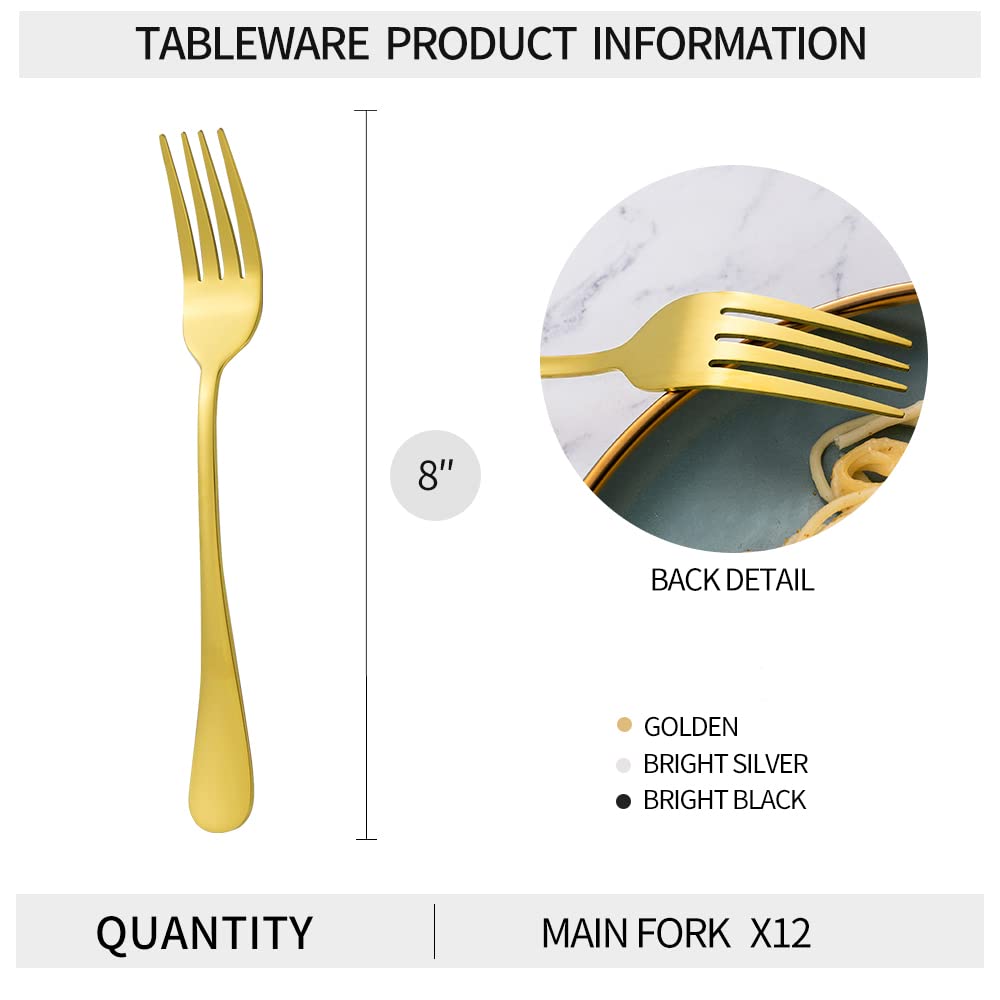 TABLEWARE PRODUCT INFORMATION
8"
BACK DETAIL
GOLDEN
BRIGHT SILVER
BRIGHT BLACK
QUANTITY
MAIN FORK X12